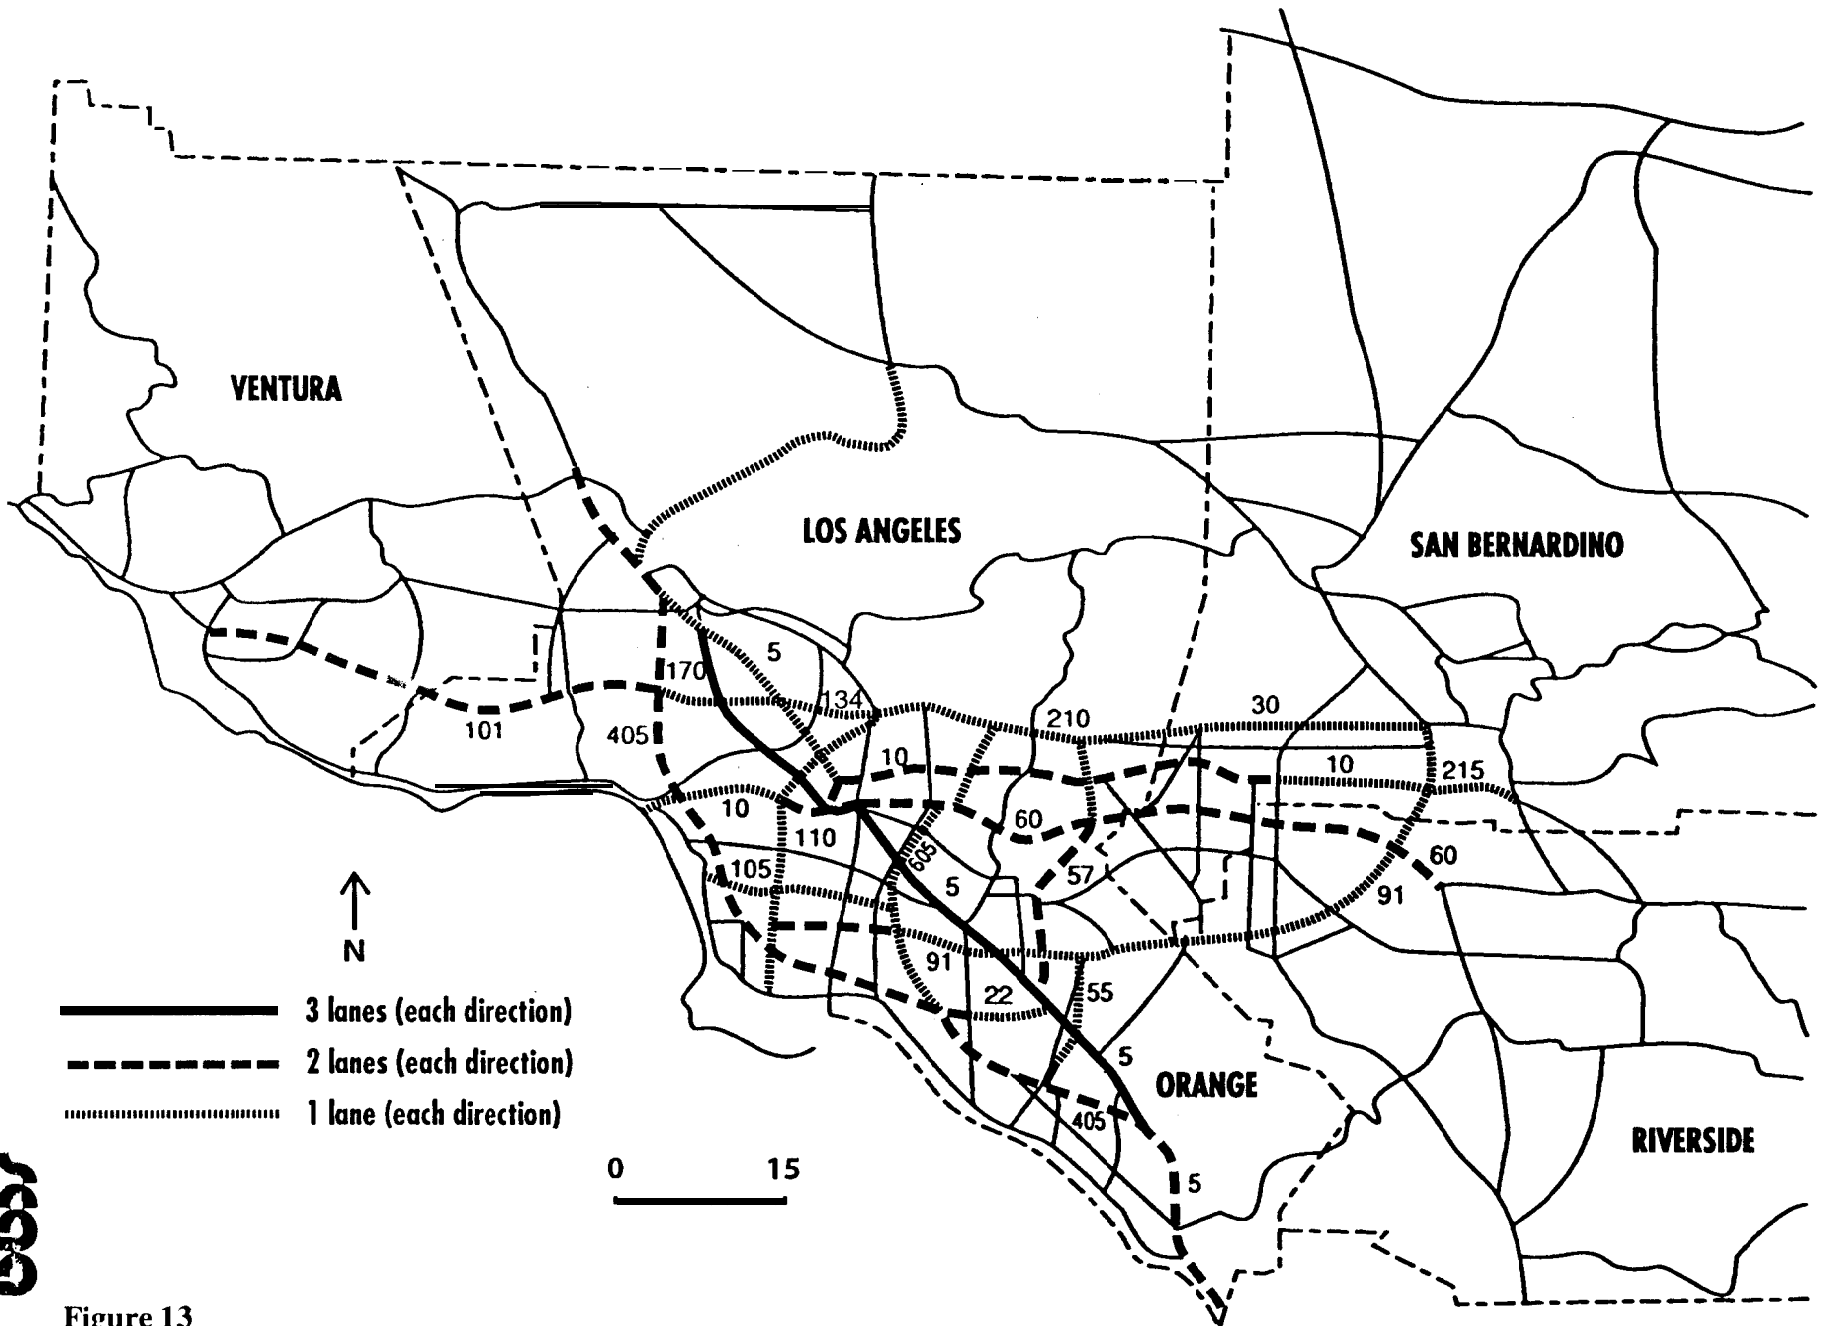 VENTURA
LOS ANGELES
SAN BERNARDINO
5
170
134
30
210
101
405
10
10
215
10
60
110
605
60
105
5
57
91
N
91
22
55
3 lanes (each direction)
5
2 lanes (each direction)
ORANGE
1 lane (each direction)
405
RIVERSIDE
0 15
5
Figure 13